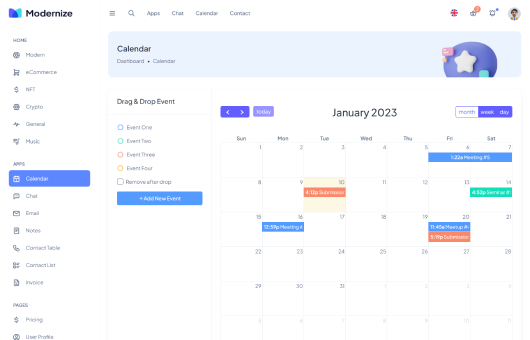 Modernize
Apps Chat Calendar Contact
2
HOME
Modern
eCommerce
NFT
Crypto
General
Music
APPS
Calendar
Chat
Email
Notes
Contact Table
Contact List
Invoice
PAGES
Pricing
User Profile
Calendar
Dashboard • Calendar
Drag & Drop Event
Event One
Event Two
Event Three
Event Four
Remove after drop
+ Add New Event
today
January 2023
month week day
Sun Mon Tue Wed Thu Fri Sat
1 2 3 4 5 6 7
1:22a Meeting #5
8 9 10 11 12 13 14
4:12p Submission
4:32p Seminar #
15 16 17 18 19 20 21
12:59p Meeting #
11:45a Meetup #
5:19p Submission
22 23 24 25 26 27 28
29 30 31 1 2 3 4
5 6 7 8 9 10 11